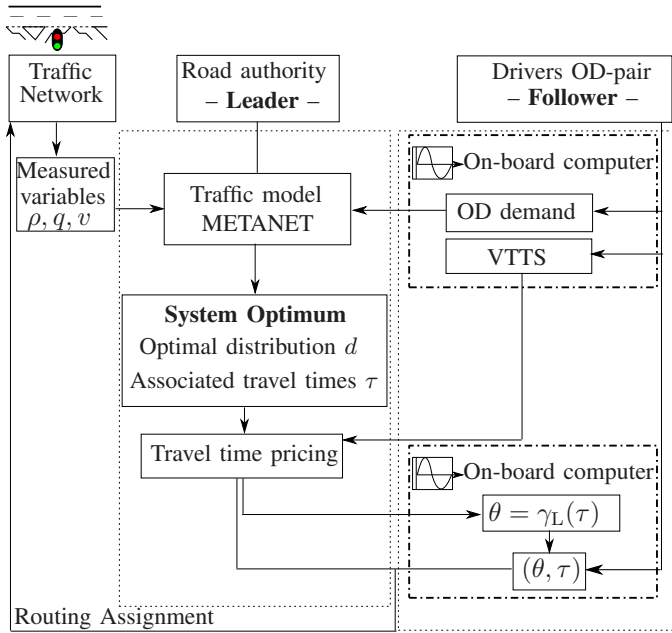 Traffic
Network
Road authority
– Leader –
Drivers OD-pair
– Follower –
Measured
variables
ρ, q, v
Traffic model
METANET
On-board computer
OD demand
VTTS
System Optimum
Optimal distribution d
Associated travel times τ
Travel time pricing
On-board computer
θ = γ_L(τ)
(θ, τ)
Routing Assignment